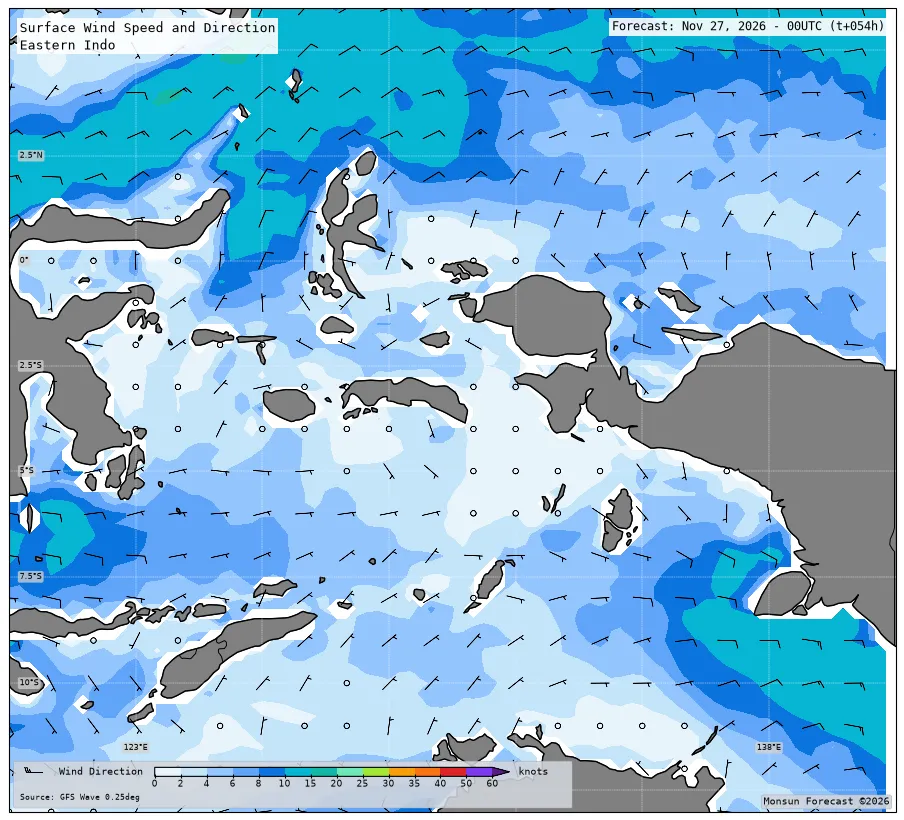 Surface Wind Speed and Direction
Eastern Indo
Forecast: Nov 27, 2026 - 00UTC (t+054h)
2.5°N
0°
2.5°S
5°S
7.5°S
10°S
123°E
138°E
Wind Direction
knots
0 2 4 6 8 10 15 20 25 30 35 40 50 60
Source: GFS Wave 0.25deg
Monsun Forecast ©2026